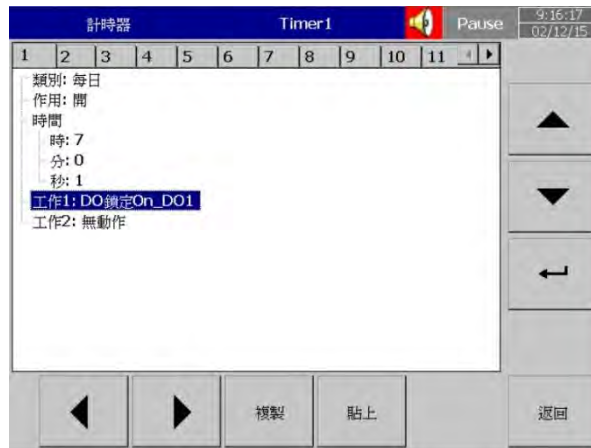 計時器 Timer1 Pause 9:16:17
02/12/15
1 2 3 4 5 6 7 8 9 10 11
類別: 每日
作用: 開
時間
時: 7
分: 0
秒: 1
工作1: DO鎖定On_DO1
工作2: 無動作
複製 貼上 返回